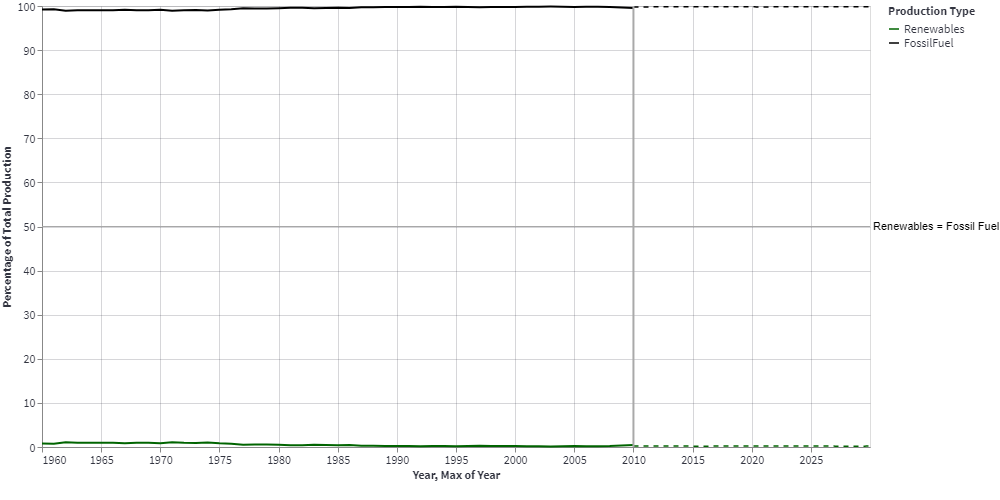 100
90
80
70
60
50
40
30
20
10
0
Percentage of Total Production
1960 1965 1970 1975 1980 1985 1990 1995 2000 2005 2010 2015 2020 2025
Year, Max of Year
Renewables = Fossil Fuel
Production Type
Renewables
FossilFuel